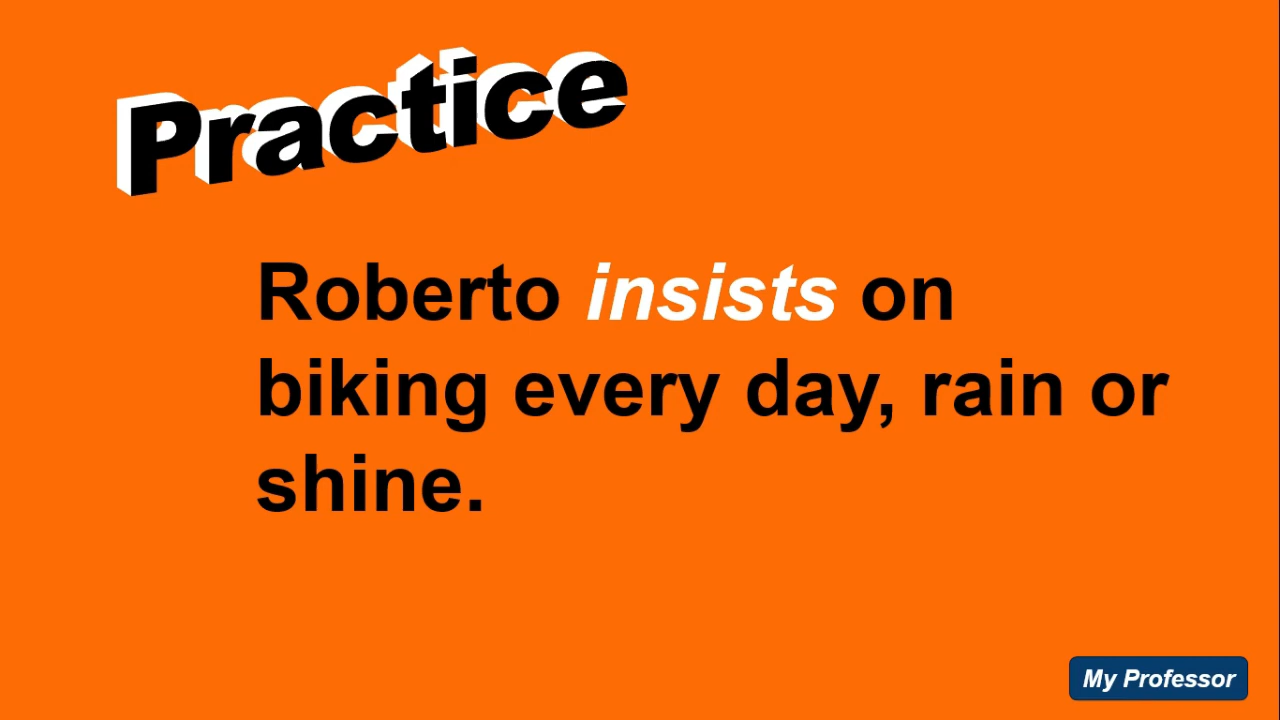 Practice
Roberto insists on
biking every day, rain or
shine.
My Professor